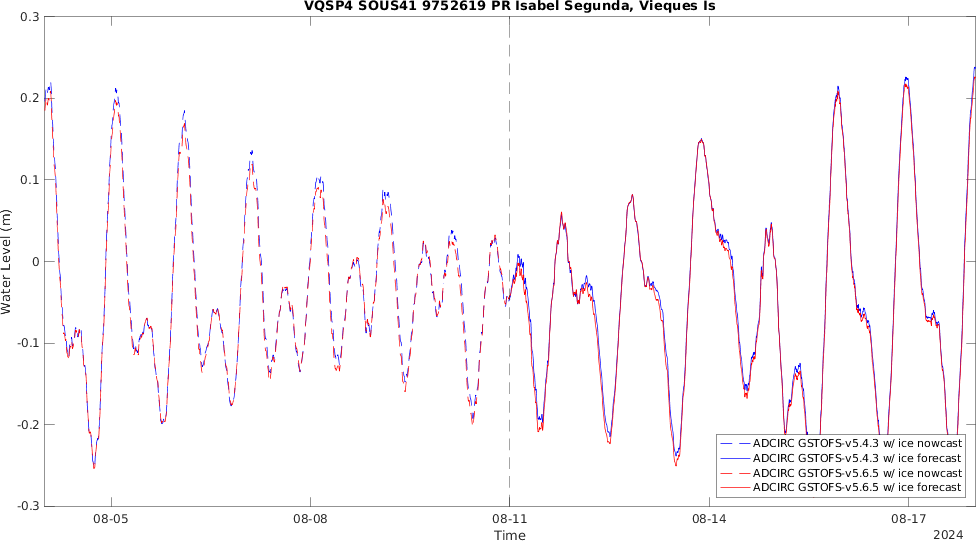 VQSP4 SOUS41 9752619 PR Isabel Segunda, Vieques Is
0.3
0.2
0.1
0
-0.1
-0.2
-0.3
Water Level (m)
ADCIRC GSTOFS-v5.4.3 w/ ice nowcast
ADCIRC GSTOFS-v5.4.3 w/ ice forecast
ADCIRC GSTOFS-v5.6.5 w/ ice nowcast
ADCIRC GSTOFS-v5.6.5 w/ ice forecast
08-05 08-08 08-11 08-14 08-17
Time
2024